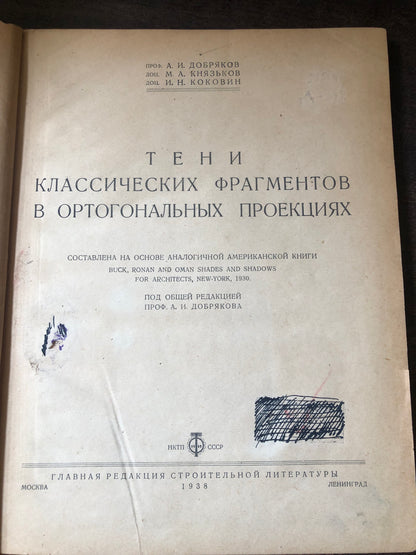 ПРОФ. А. И. ДОБРЯКОВ
ДОЦ. М. А. КНЯЗЬКОВ
ДОЦ. И. Н. КОКОВИН
ТЕНИ
КЛАССИЧЕСКИХ ФРАГМЕНТОВ
В ОРТОГОНАЛЬНЫХ ПРОЕКЦИЯХ
СОСТАВЛЕНА НА ОСНОВЕ АНАЛОГИЧНОЙ АМЕРИКАНСКОЙ КНИГИ
BUCK, RONAN AND OMAN SHADES AND SHADOWS
FOR ARCHITECTS, NEW-YORK, 1930.
ПОД ОБЩЕЙ РЕДАКЦИЕЙ
ПРОФ. А. И. ДОБРЯКОВА
НКТП СССР
ГЛАВНАЯ РЕДАКЦИЯ СТРОИТЕЛЬНОЙ ЛИТЕРАТУРЫ
МОСКВА 1938 ЛЕНИНГРАД